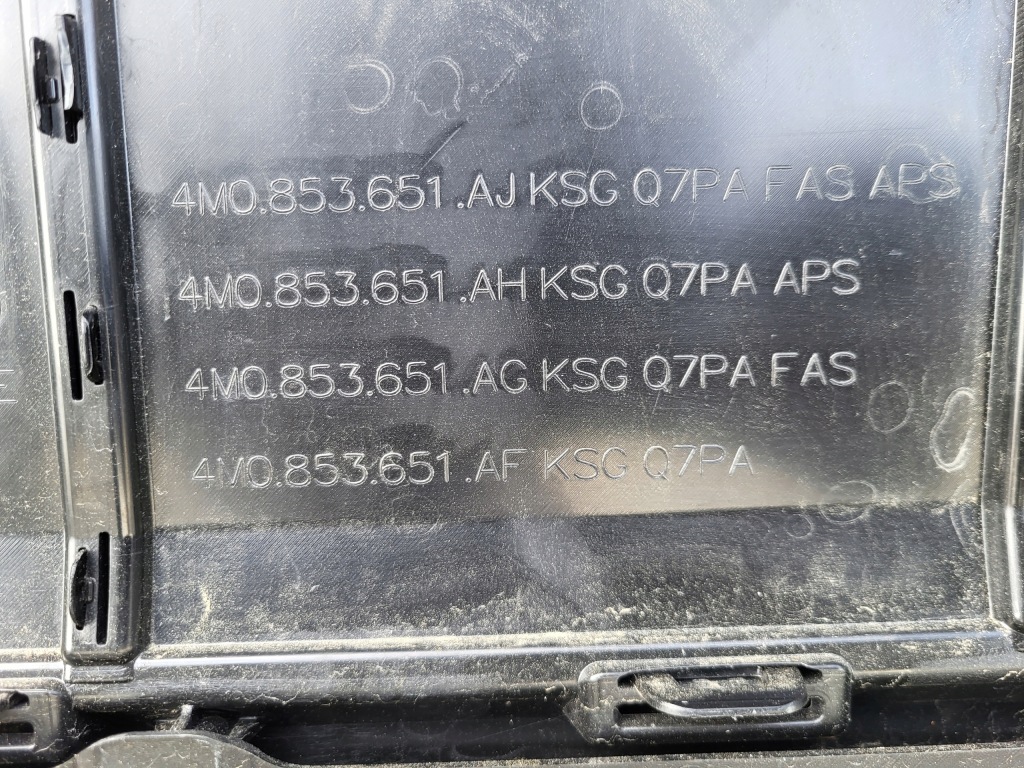 4M0.853.651.AJ KSG Q7PA FAS APS
4M0.853.651.AH KSG Q7PA APS
4M0.853.651.AG KSG Q7PA FAS
4M0.853.651.AF KSG Q7PA